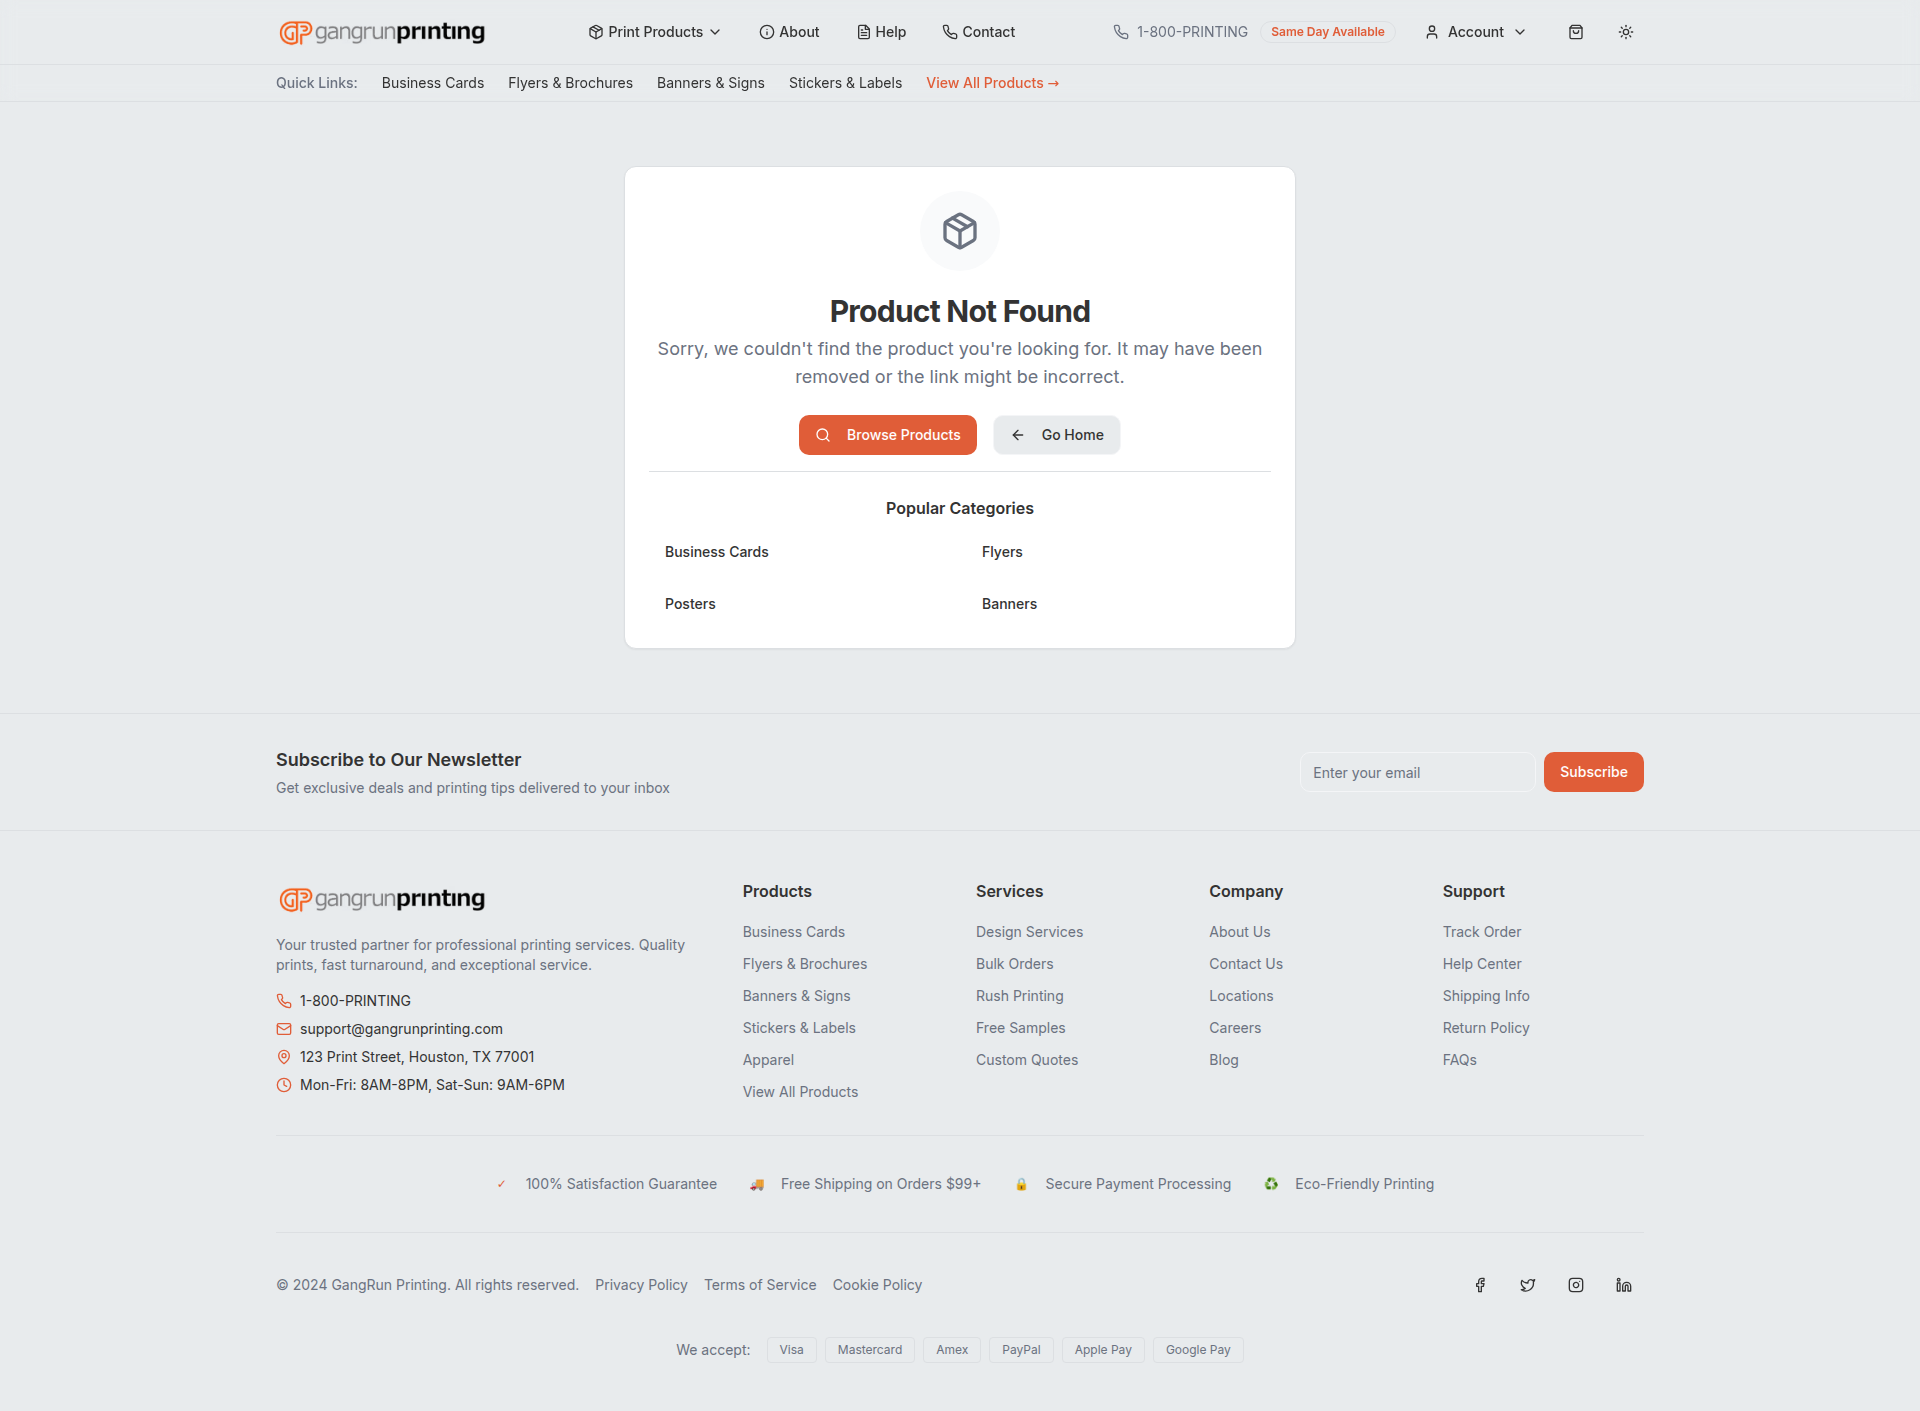 gangrunprinting
Print Products
About
Help
Contact
1-800-PRINTING
Same Day Available
Account
Quick Links:
Business Cards
Flyers & Brochures
Banners & Signs
Stickers & Labels
View All Products →
Product Not Found
Sorry, we couldn't find the product you're looking for. It may have been
removed or the link might be incorrect.
Browse Products
Go Home
Popular Categories
Business Cards
Flyers
Posters
Banners
Subscribe to Our Newsletter
Get exclusive deals and printing tips delivered to your inbox
Enter your email
Subscribe
gangrunprinting
Your trusted partner for professional printing services. Quality
prints, fast turnaround, and exceptional service.
1-800-PRINTING
support@gangrunprinting.com
123 Print Street, Houston, TX 77001
Mon-Fri: 8AM-8PM, Sat-Sun: 9AM-6PM
Products
Business Cards
Flyers & Brochures
Banners & Signs
Stickers & Labels
Apparel
View All Products
Services
Design Services
Bulk Orders
Rush Printing
Free Samples
Custom Quotes
Company
About Us
Contact Us
Locations
Careers
Blog
Support
Track Order
Help Center
Shipping Info
Return Policy
FAQs
✓ 100% Satisfaction Guarantee
🚚 Free Shipping on Orders $99+
🔒 Secure Payment Processing
♻️ Eco-Friendly Printing
© 2024 GangRun Printing. All rights reserved.
Privacy Policy
Terms of Service
Cookie Policy
We accept:
Visa
Mastercard
Amex
PayPal
Apple Pay
Google Pay